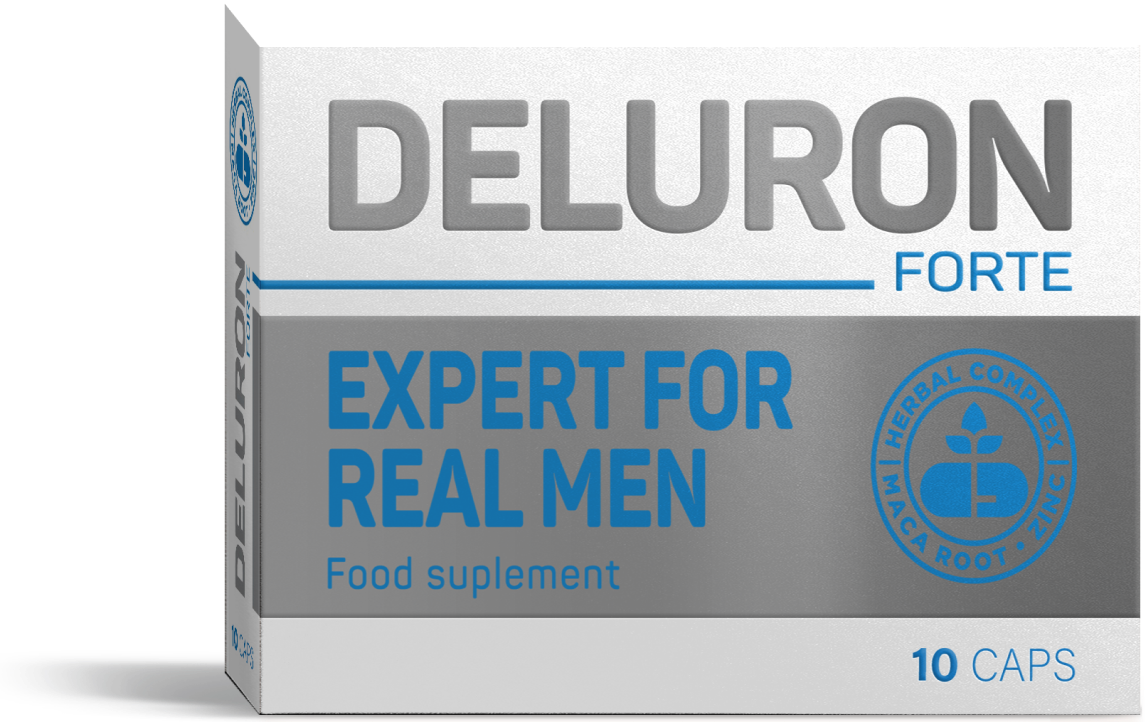 DELURON
FORTE
EXPERT FOR
REAL MEN
Food suplement
| HERBAL COMPLEX |
MACA ROOT • ZINC
10 CAPS
DELURON
FORTE
10 CAPS